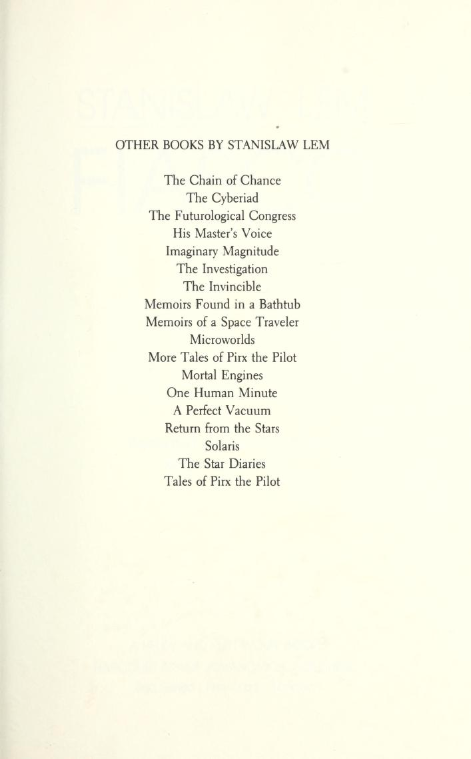 OTHER BOOKS BY STANISLAW LEM
The Chain of Chance
The Cyberiad
The Futurological Congress
His Master's Voice
Imaginary Magnitude
The Investigation
The Invincible
Memoirs Found in a Bathtub
Memoirs of a Space Traveler
Microworlds
More Tales of Pirx the Pilot
Mortal Engines
One Human Minute
A Perfect Vacuum
Return from the Stars
Solaris
The Star Diaries
Tales of Pirx the Pilot